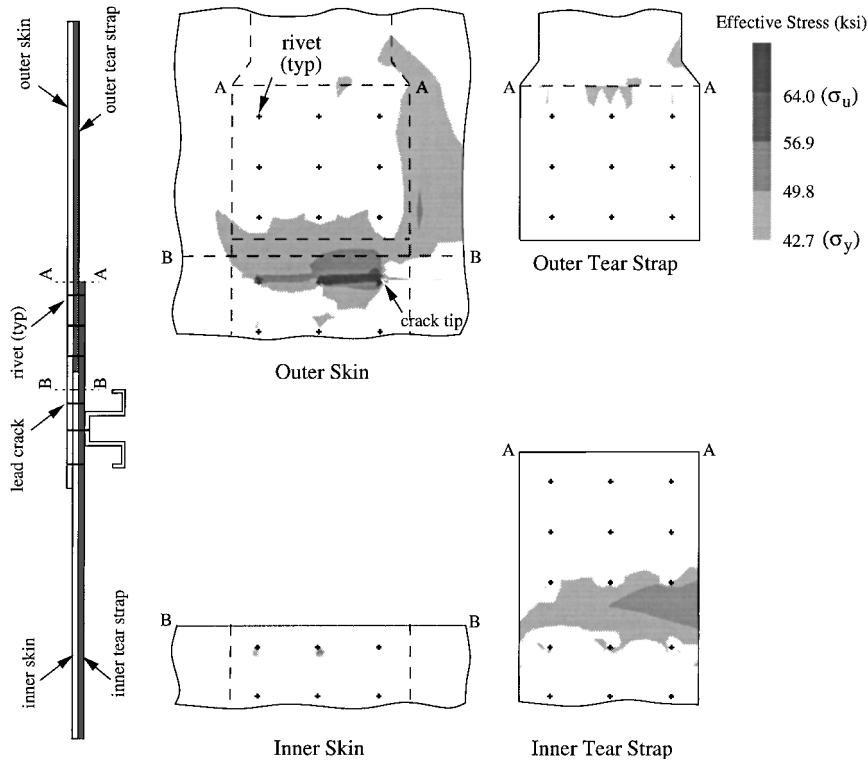 outer skin
outer tear strap
A
A
rivet (typ)
B
B
lead crack
inner skin
inner tear strap
rivet
(typ)
A
A
B
B
crack tip
Outer Skin
A
A
Outer Tear Strap
Effective Stress (ksi)
64.0 (σu)
56.9
49.8
42.7 (σy)
B
B
Inner Skin
A
A
Inner Tear Strap